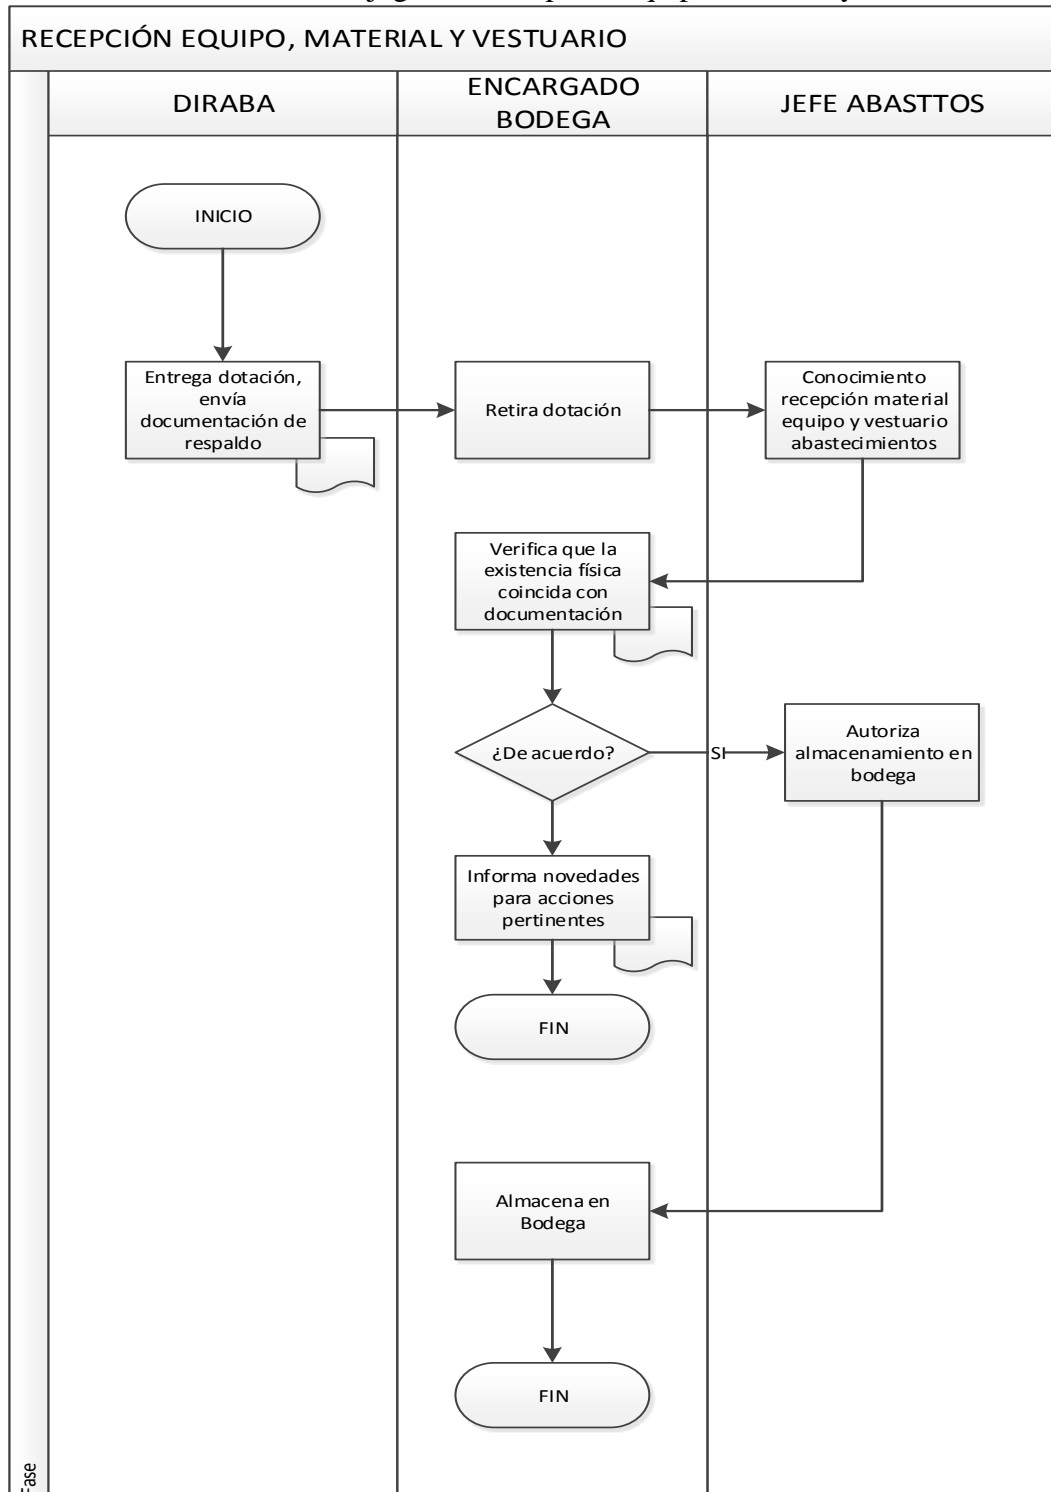 RECEPCIÓN EQUIPO, MATERIAL Y VESTUARIO
DIRABA
ENCARGADO
BODEGA
JEFE ABASTTOS
INICIO
Entrega dotación,
envía
documentación de
respaldo
Retira dotación
Conocimiento
recepción material
equipo y vestuario
abastecimientos
Verifica que la
existencia física
coincida con
documentación
¿De acuerdo?
SI
Autoriza
almacenamiento en
bodega
Informa novedades
para acciones
pertinentes
FIN
Almacena en
Bodega
FIN
Fase